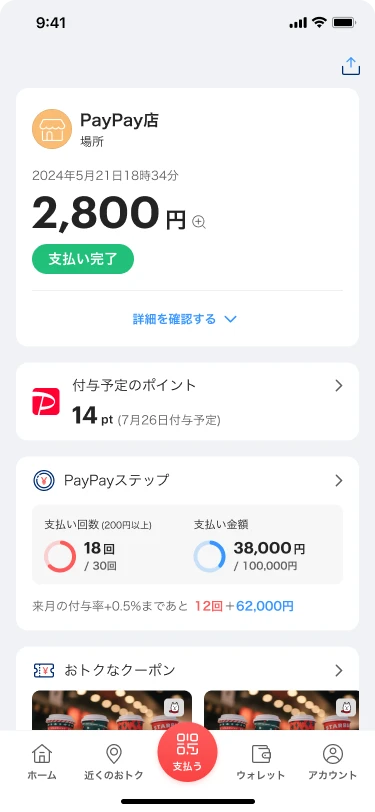 9:41
PayPay店
場所
2024年5月21日18時34分
2,800円
支払い完了
詳細を確認する
付与予定のポイント
14 pt (7月26日付与予定)
PayPayステップ
支払い回数 (200円以上)
18回
/ 30回
支払い金額
38,000円
/ 100,000円
来月の付与率+0.5%まであと 12回+62,000円
おトクなクーポン
ホーム
近くのおトク
支払う
ウォレット
アカウント